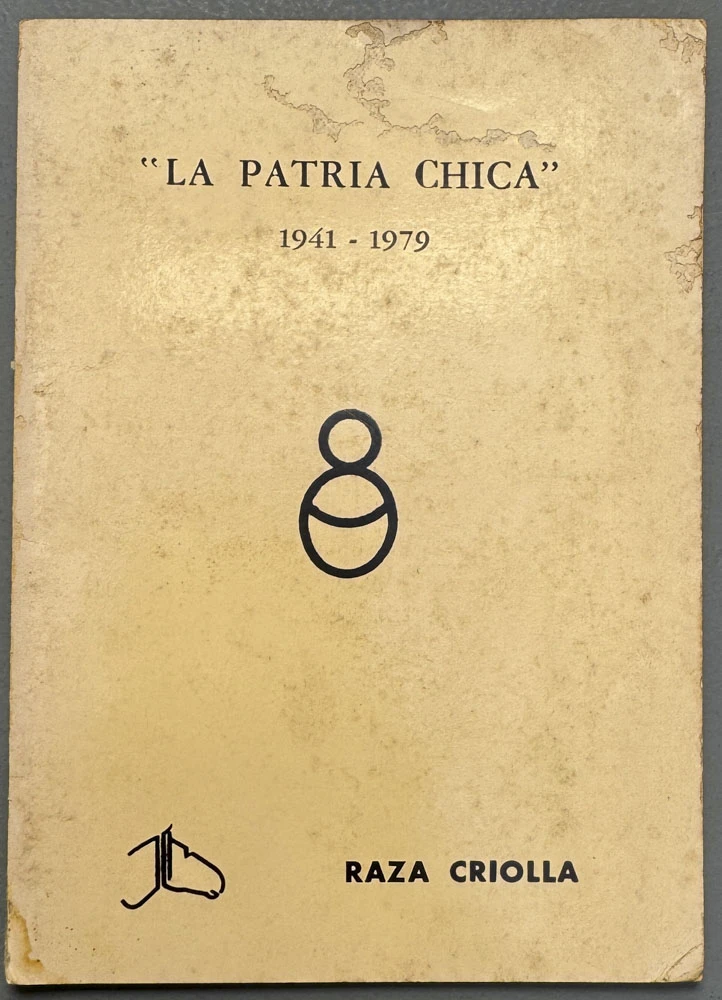 “LA PATRIA CHICA”
1941 - 1979
RAZA CRIOLLA